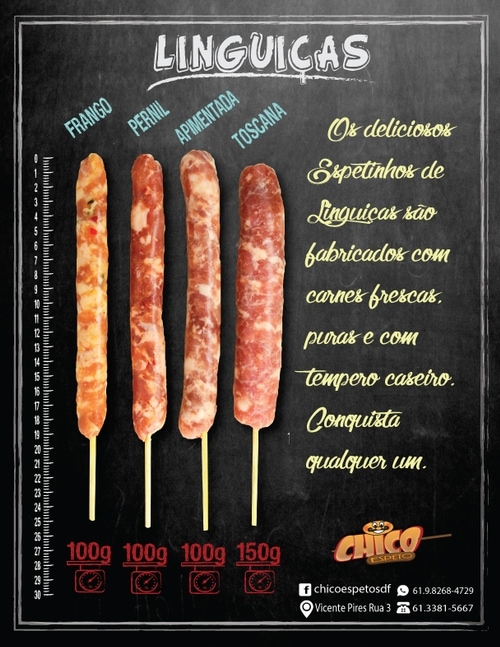 LINGUIÇAS
FRANGO
PERNIL
APIMENTADA
TOSCANA
Os deliciosos
Espetinhos de
Linguiças são
fabricados com
carnes frescas,
puras e com
tempero caseiro.
Conquista
qualquer um.
0
1
2
3
4
5
6
7
8
9
10
11
12
13
14
15
16
17
18
19
20
21
22
23
24
25
26
27
28
29
30
100g
100g
100g
150g
CHICO
ESPETO
chicoespetosdf
61.9.8268-4729
Vicente Pires Rua 3
61.3381-5667